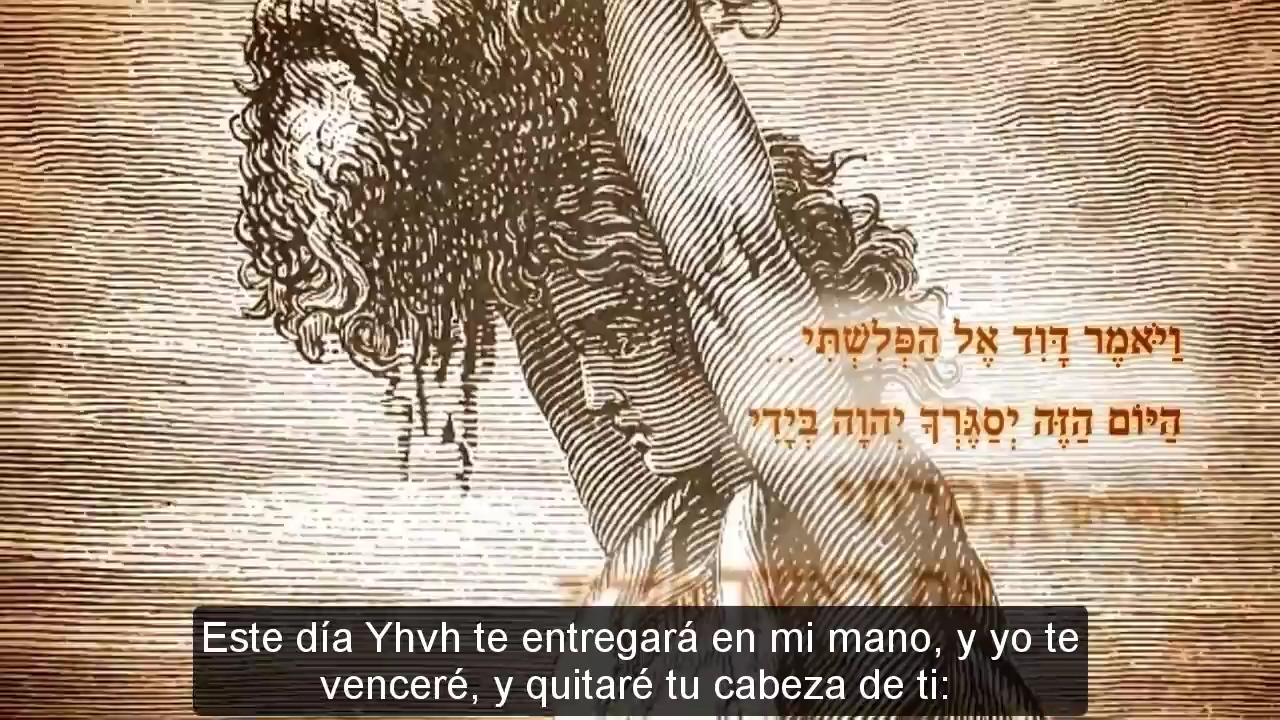 וַיֹּאמֶר דָּוִד אֶל הַפְּלִשְׁתִּי...
הַיּוֹם הַזֶּה יְסַגֶּרְךָ יְהוָה בְּיָדִי
Este día Yhvh te entregará en mi mano, y yo te
venceré, y quitaré tu cabeza de ti: